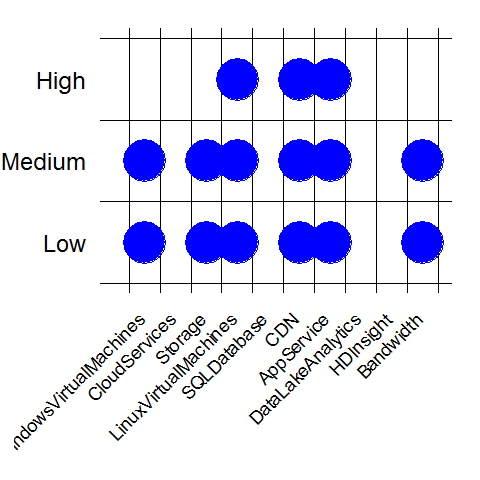 High
Medium
Low
ndowsVirtualMachines
CloudServices
Storage
LinuxVirtualMachines
SQLDatabase
CDN
AppService
DataLakeAnalytics
HDInsight
Bandwidth